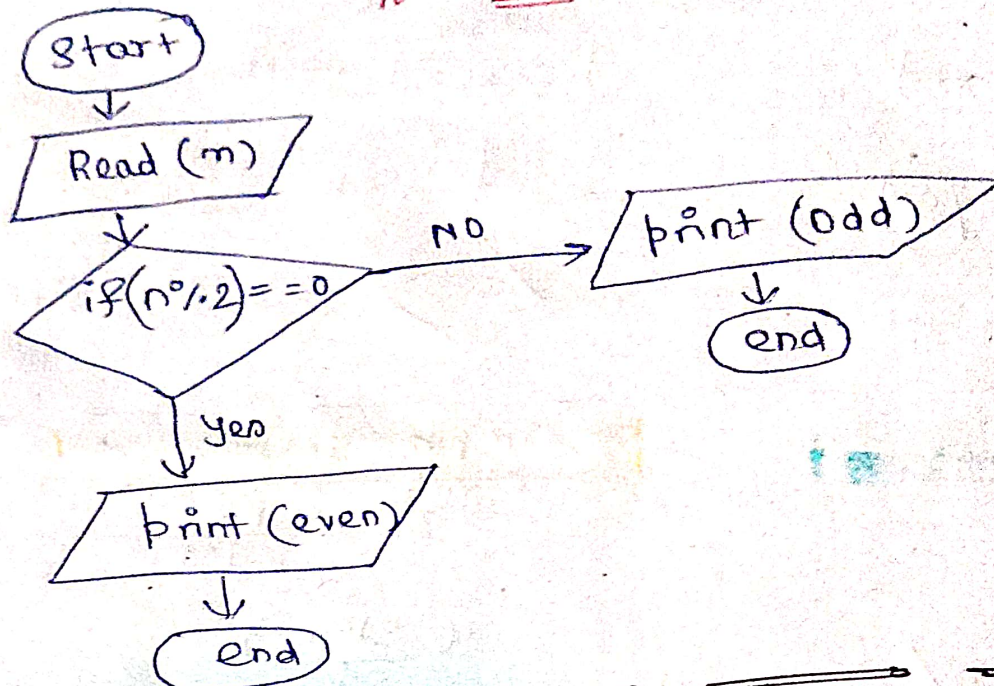 Start
Read (n)
if(n%2)==0
NO
print (odd)
end
yes
print (even)
end